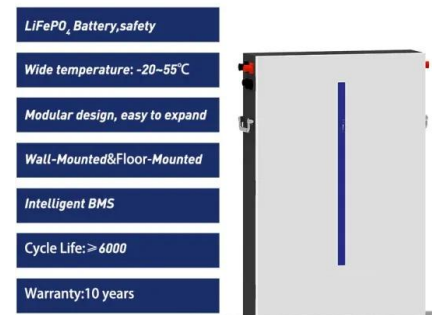 LiFePO₄ Battery,safety
Wide temperature: -20~55℃
Modular design, easy to expand
Wall-Mounted&Floor-Mounted
Intelligent BMS
Cycle Life:≥6000
Warranty:10 years